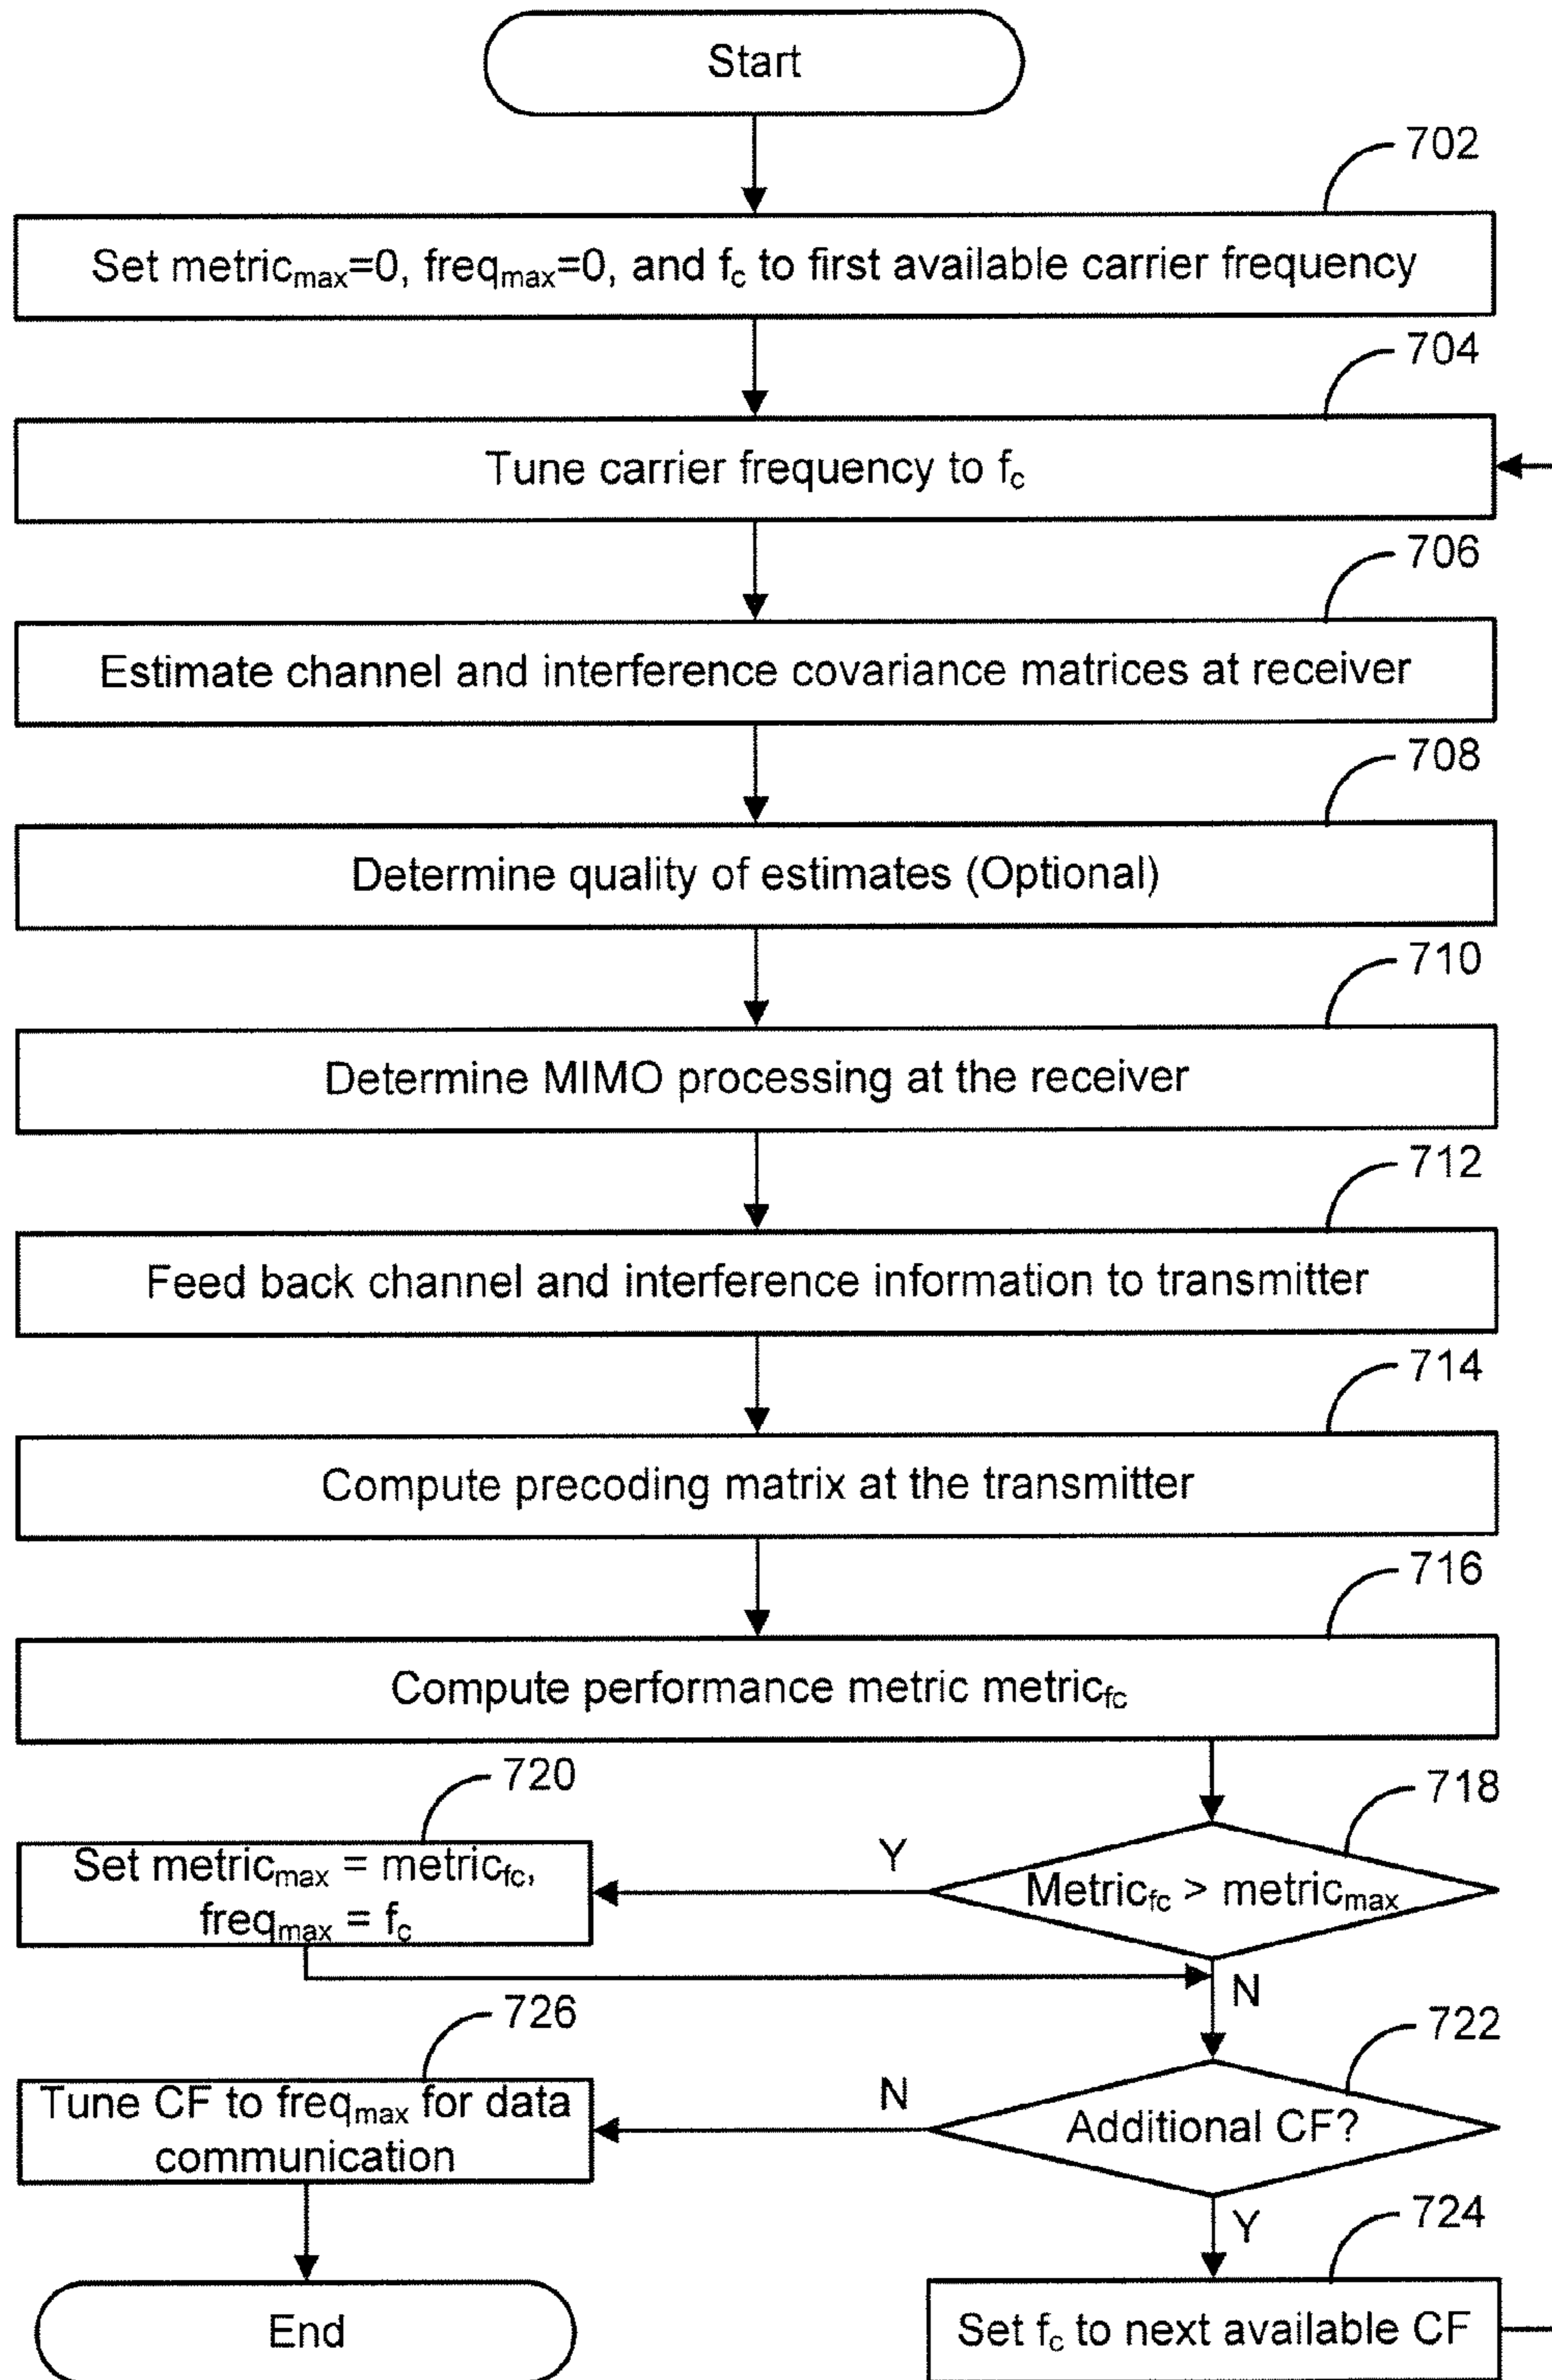 Start
702
Set metricmax=0, freqmax=0, and fc to first available carrier frequency
704
Tune carrier frequency to fc
706
Estimate channel and interference covariance matrices at receiver
708
Determine quality of estimates (Optional)
710
Determine MIMO processing at the receiver
712
Feed back channel and interference information to transmitter
714
Compute precoding matrix at the transmitter
716
Compute performance metric metricfc
720
718
Set metricmax = metricfc,
freqmax = fc
Y
Metricfc > metricmax
N
726
722
Tune CF to freqmax for data
communication
N
Additional CF?
Y
724
End
Set fc to next available CF